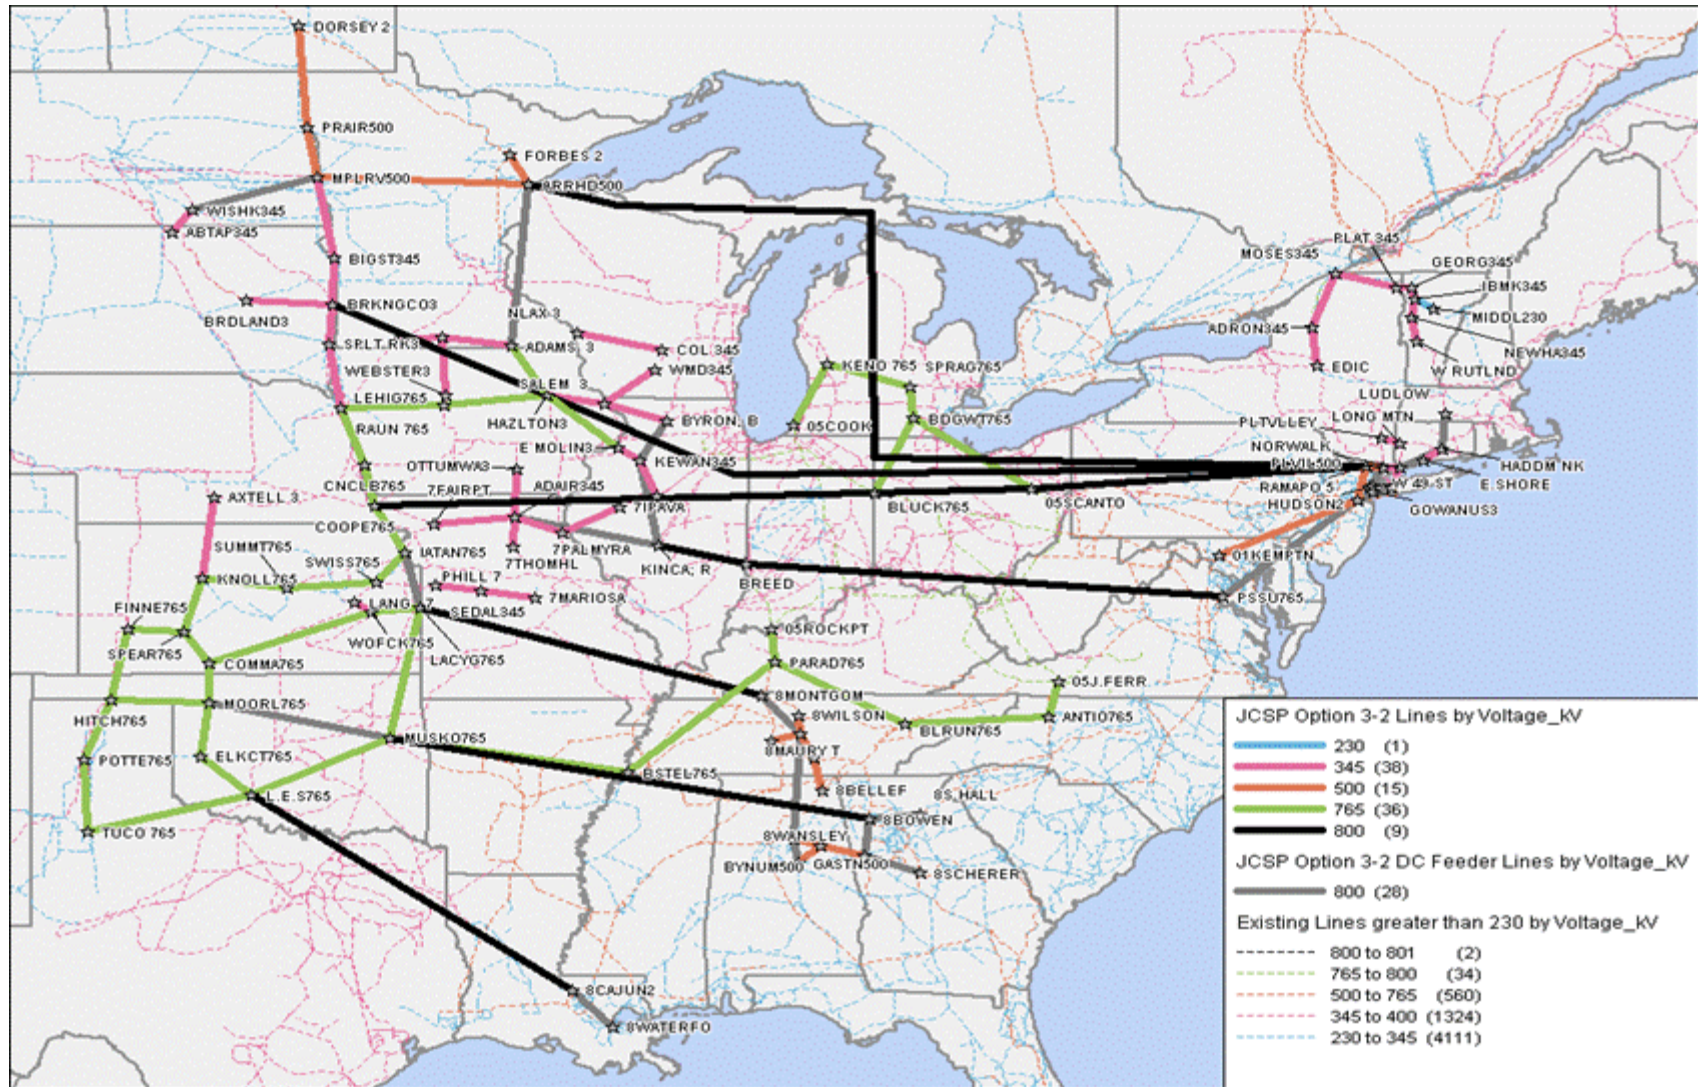 DORSEY 2
PRAIR500
FORBES 2
MPLRV500
ARRHD500
WISHK345
ABTAP345
PLAT 345
MOSES345
GEORG345
BIGST345
IBMK345
BRKNGCO3
MIDDL230
BRDLAND3
NLAX 3
ADRON345
SPLT RK3
ADAMS 3
COL 345
NEWHA345
WEBSTER3
WMD345
KENO 765
SPRAG765
EDIC
W RUTLND
SALEM 3
LUDLOW
LEHIG765
HAZLTON3
BYRON; B
05COOK
BDGWT765
PLTVLLEY
LONG MTN
RAUN 765
E MOLIN3
NORWALK
OTTUMWA3
KEWAN345
PLVIL500
HADDM NK
CNCLB765
7FAIRPT
ADAIR345
RAMAPO 5
W 49 ST
E.SHORE
AXTELL 3
7IPAVA
BLUCK765
05SCANTO
HUDSON2
GOWANUS3
COOPE765
SUMMT765
SWISS765
IATAN765
7PALMYRA
7THOMHL
01KEMPTN
KNOLL765
PHILL 7
KINCA; R
BREED
FINNE765
LANG 7
SEDAL345
7MARIOSA
PSSU765
SPEAR765
WOFCK765
05ROCKPT
COMMA765
LACYG765
PARAD765
05J.FERR
HITCH765
MOORL765
8MONTGOM
8WILSON
BLRUN765
ANTIO765
MUSKO765
POTTE765
ELKCT765
8MAURY T
BSTEL765
L.E.S765
8BELLEF
8S.HALL
TUCO 765
8BOWEN
8WANSLEY
BYNUM500
GASTN500
8SCHERER
8CAJUN2
8WATERFO
JCSP Option 3-2 Lines by Voltage_kV
230 (1)
345 (38)
500 (15)
765 (36)
800 (9)
JCSP Option 3-2 DC Feeder Lines by Voltage_kV
800 (28)
Existing Lines greater than 230 by Voltage_kV
800 to 801 (2)
765 to 800 (34)
500 to 765 (560)
345 to 400 (1324)
230 to 345 (4111)